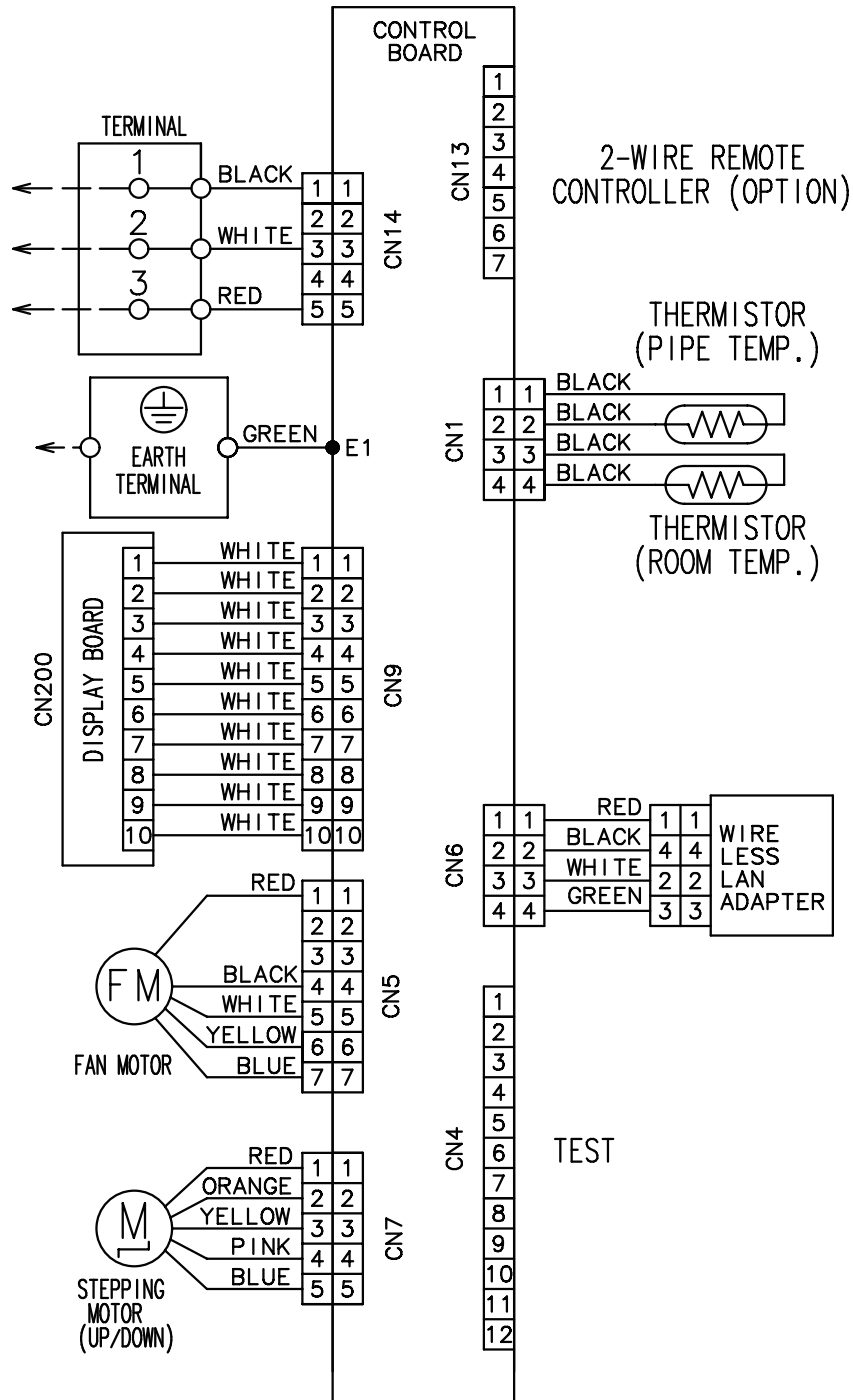 CONTROL
BOARD
CN13
1
2
3
4
5
6
7
2-WIRE REMOTE
CONTROLLER (OPTION)
TERMINAL
1
2
3
BLACK
WHITE
RED
1 1
2 2
3 3
4 4
5 5
CN14
EARTH
TERMINAL
GREEN
E1
THERMISTOR
(PIPE TEMP.)
CN1
1 1 BLACK
2 2 BLACK
3 3 BLACK
4 4 BLACK
THERMISTOR
(ROOM TEMP.)
CN200
DISPLAY BOARD
1 WHITE 1 1
2 WHITE 2 2
3 WHITE 3 3
4 WHITE 4 4
5 WHITE 5 5
6 WHITE 6 6
7 WHITE 7 7
8 WHITE 8 8
9 WHITE 9 9
10 WHITE 10 10
CN9
CN6
1 1 RED 1 1
2 2 BLACK 4 4
3 3 WHITE 2 2
4 4 GREEN 3 3
WIRE
LESS
LAN
ADAPTER
FM
FAN MOTOR
RED 1 1
2 2
3 3
BLACK 4 4
WHITE 5 5
YELLOW 6 6
BLUE 7 7
CN5
CN4
1
2
3
4
5
6
7
8
9
10
11
12
TEST
M
STEPPING
MOTOR
(UP/DOWN)
RED 1 1
ORANGE 2 2
YELLOW 3 3
PINK 4 4
BLUE 5 5
CN7